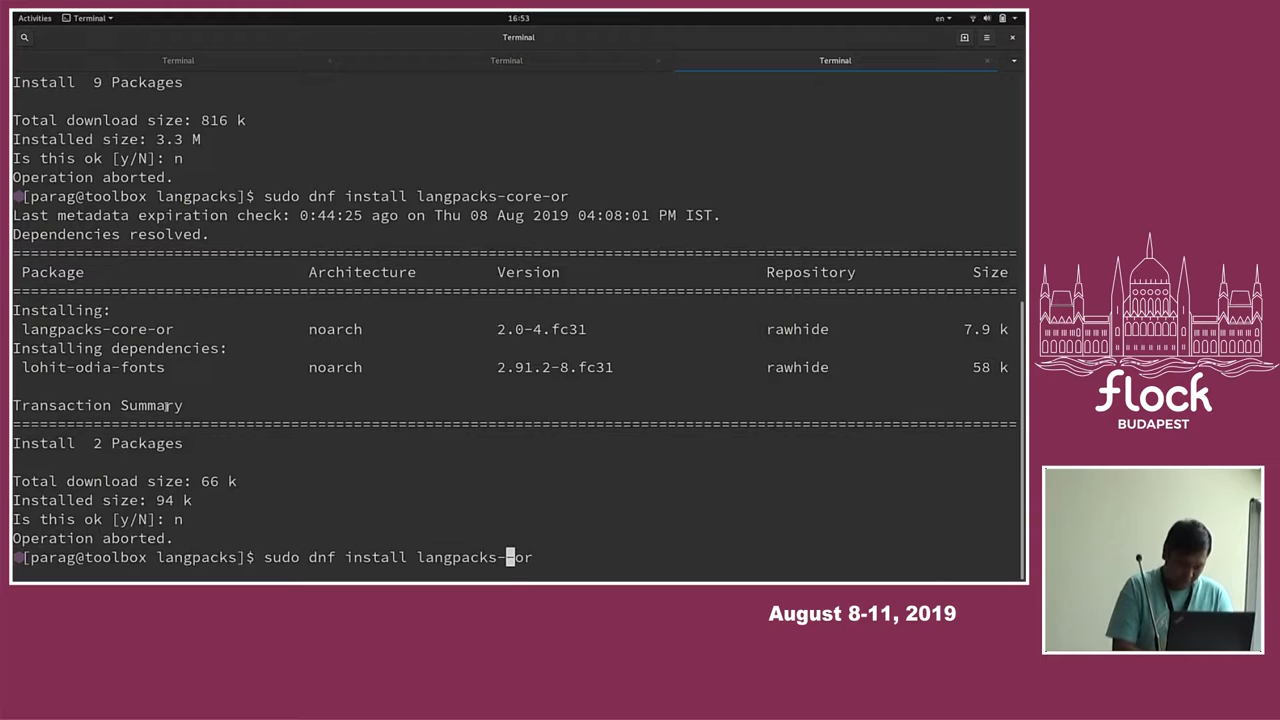 Activities Terminal 16:53 en
Terminal
Terminal Terminal Terminal
Install 9 Packages
Total download size: 816 k
Installed size: 3.3 M
Is this ok [y/N]: n
Operation aborted.
[parag@toolbox langpacks]$ sudo dnf install langpacks-core-or
Last metadata expiration check: 0:44:25 ago on Thu 08 Aug 2019 04:08:01 PM IST.
Dependencies resolved.
================================================================================
Package Architecture Version Repository Size
================================================================================
Installing:
langpacks-core-or noarch 2.0-4.fc31 rawhide 7.9 k
Installing dependencies:
lohit-odia-fonts noarch 2.91.2-8.fc31 rawhide 58 k
Transaction Summary
================================================================================
Install 2 Packages
Total download size: 66 k
Installed size: 94 k
Is this ok [y/N]: n
Operation aborted.
[parag@toolbox langpacks]$ sudo dnf install langpacks--or
flock
BUDAPEST
August 8-11, 2019